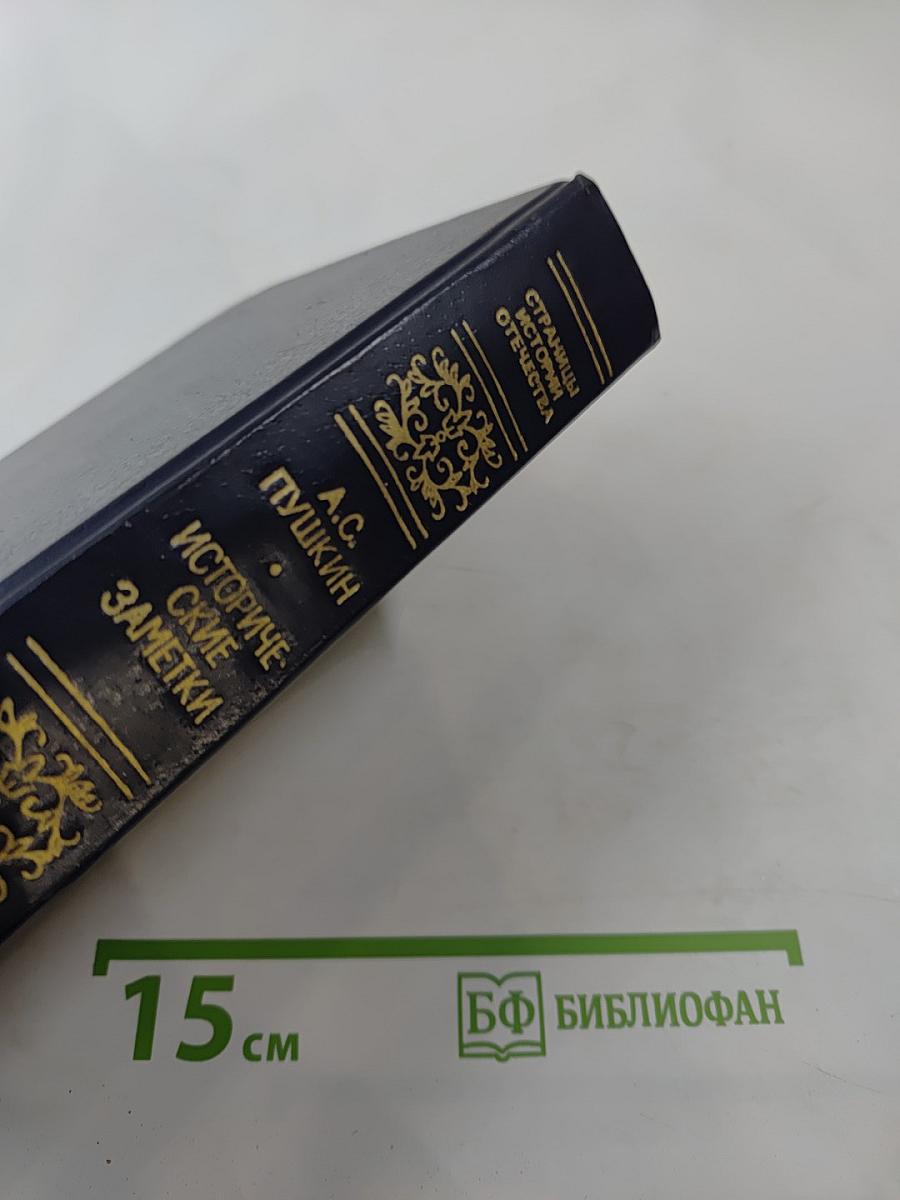 СТРАНИЦЫ
ИСТОРИИ
ОТЕЧЕСТВА
А.С.
ПУШКИН
•
ИСТОРИЧЕ
СКИЕ
ЗАМЕТКИ
15 см
БФ БИБЛИОФАН